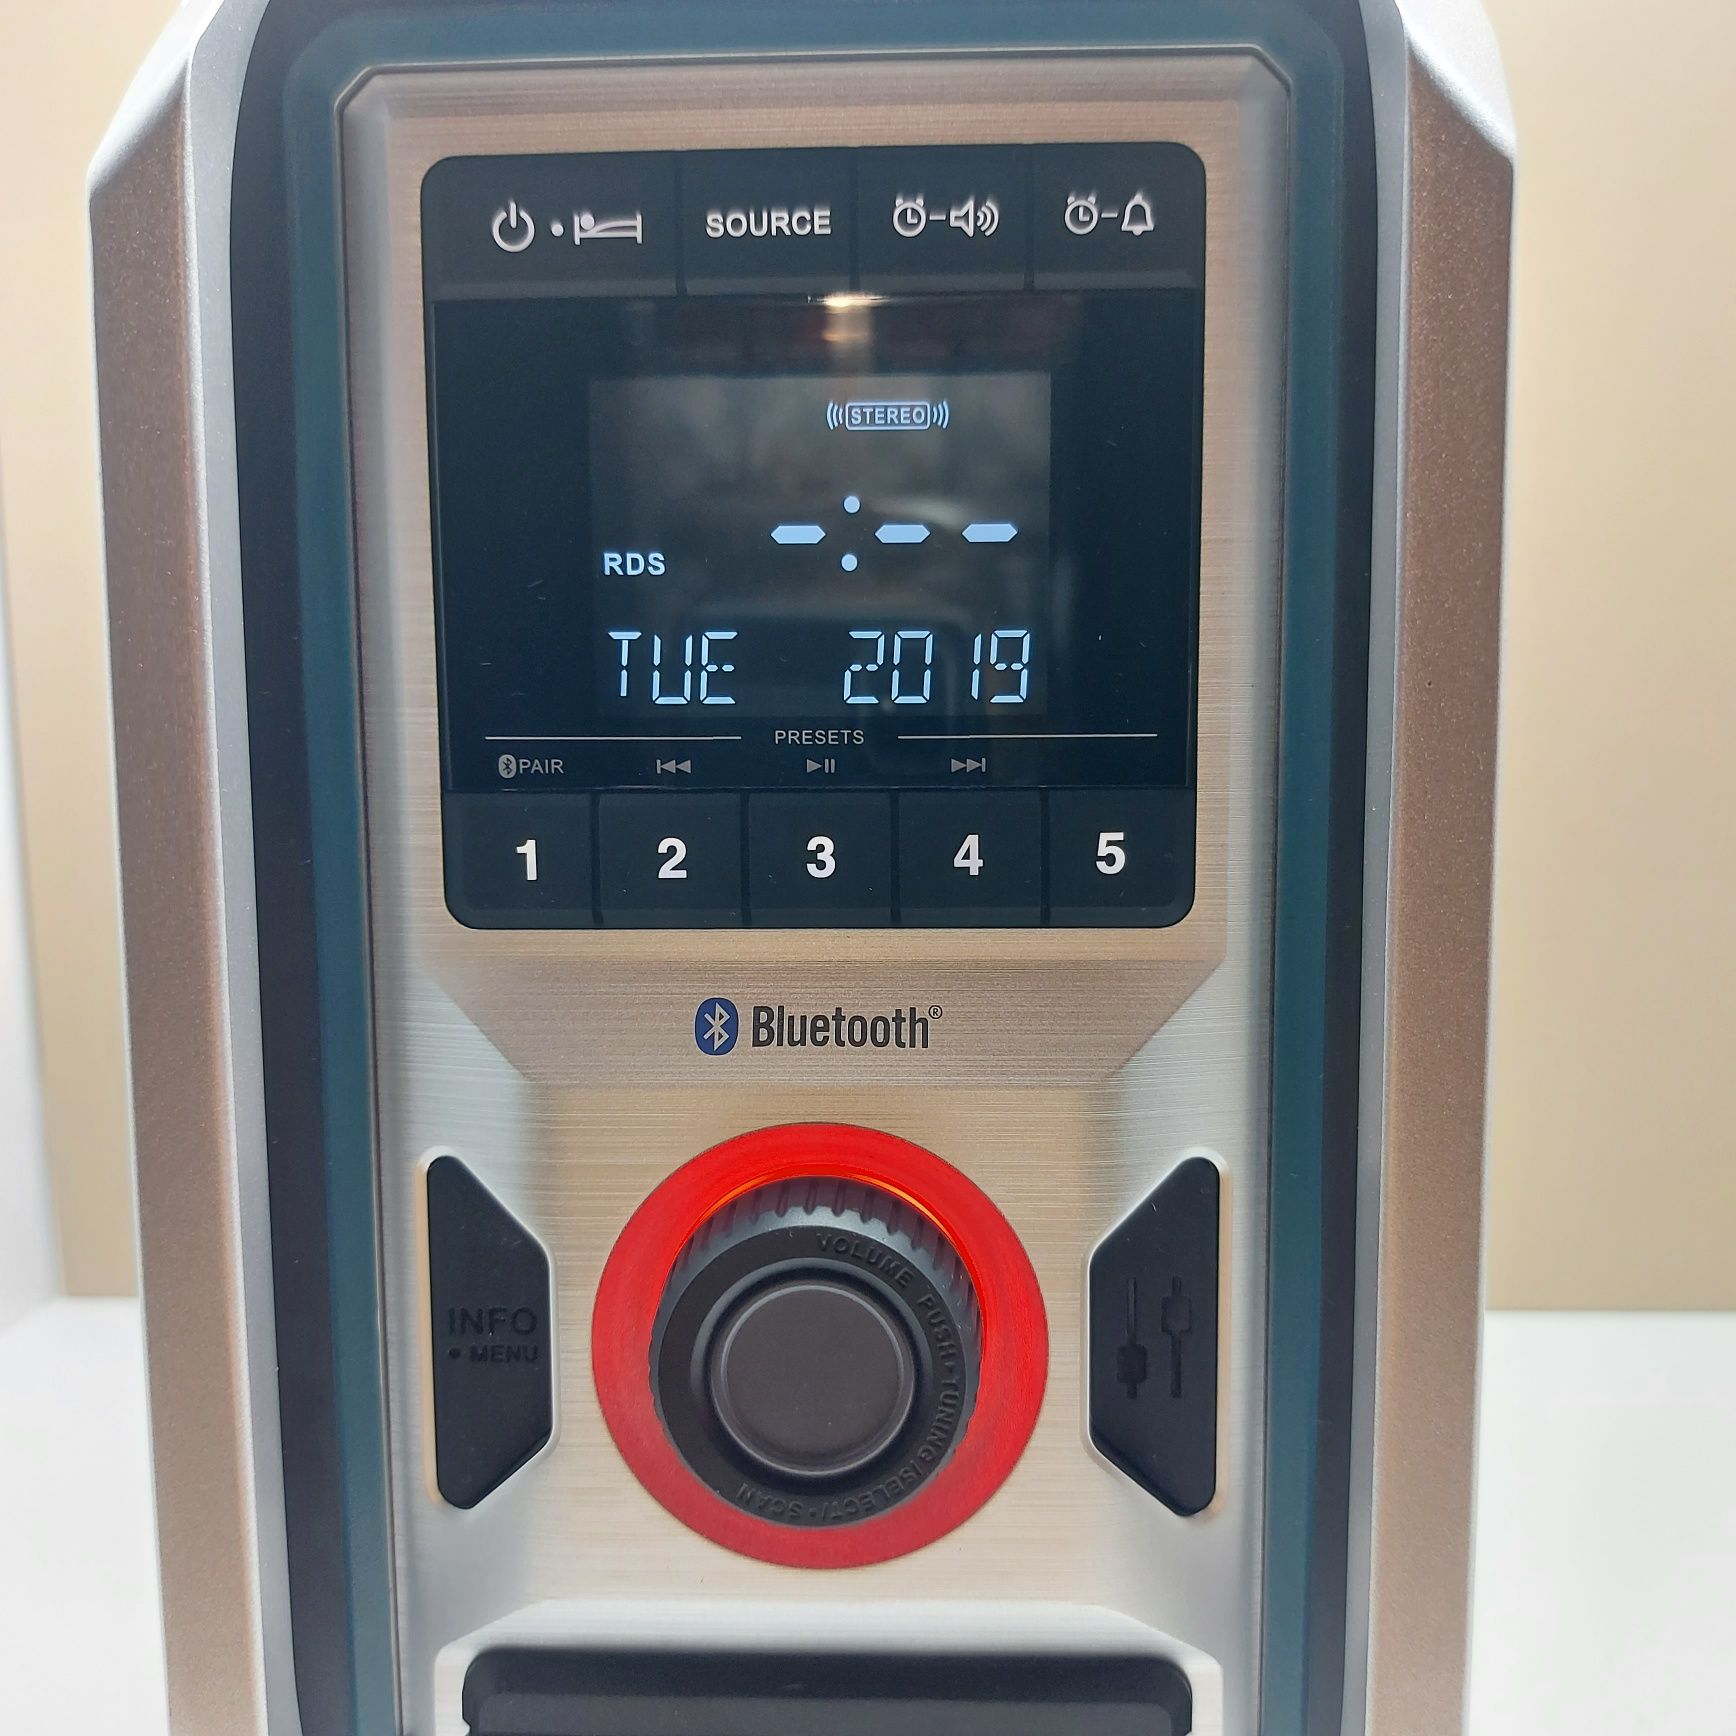 SOURCE
STEREO
-:--
RDS
TUE 2019
PRESETS
PAIR
1 2 3 4 5
Bluetooth®
VOLUME PUSH•TUNING/SELECT/•SCAN
INFO
• MENU